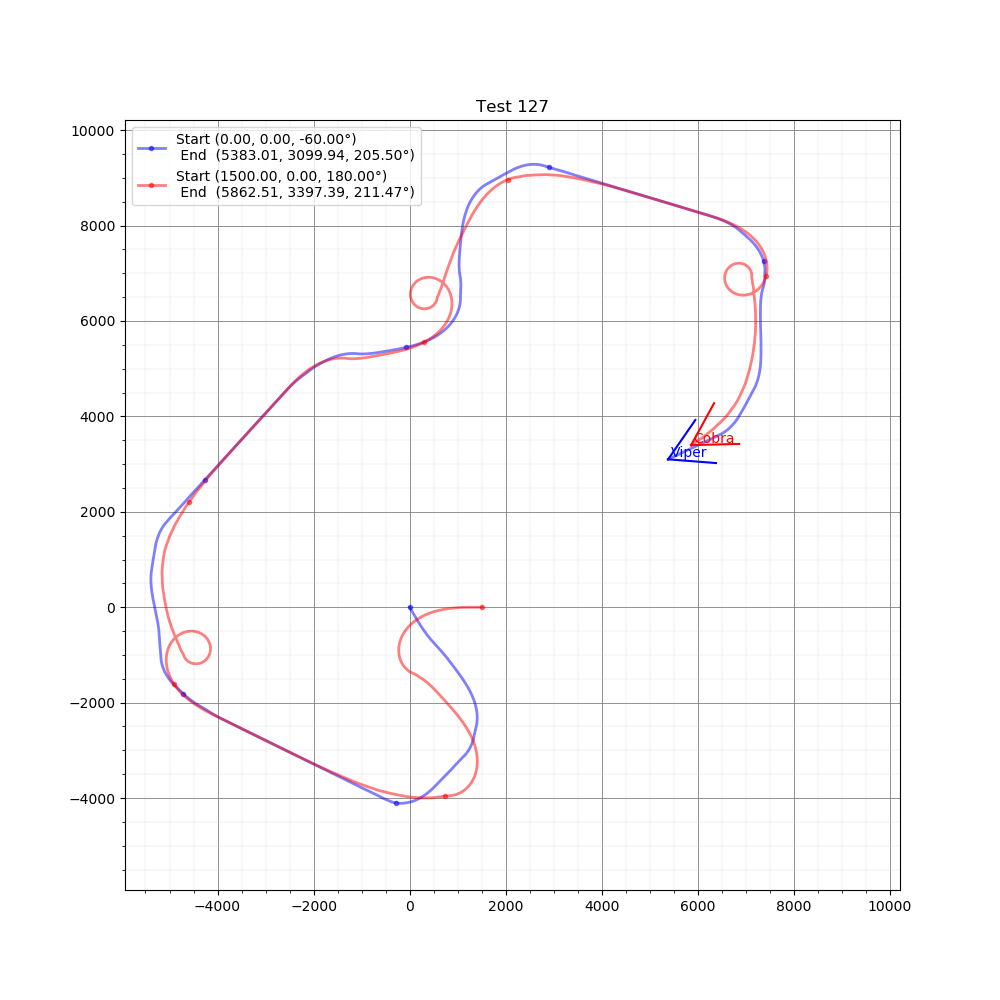 Test 127
Start (0.00, 0.00, -60.00°)
End (5383.01, 3099.94, 205.50°)
Start (1500.00, 0.00, 180.00°)
End (5862.51, 3397.39, 211.47°)
10000
8000
6000
4000
2000
0
−2000
−4000
Cobra
Viper
−4000 −2000 0 2000 4000 6000 8000 10000